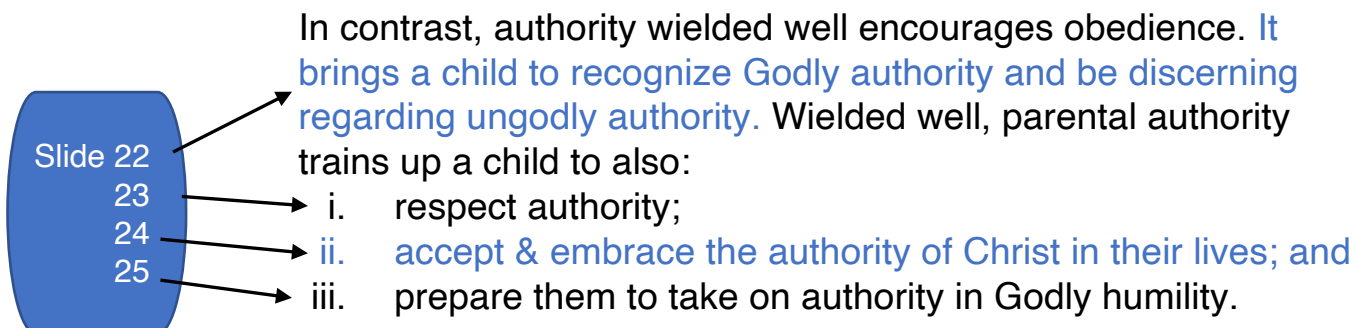 In contrast, authority wielded well encourages obedience. It
brings a child to recognize Godly authority and be discerning
regarding ungodly authority. Wielded well, parental authority
trains up a child to also:
Slide 22
23
24
25
i. respect authority;
ii. accept & embrace the authority of Christ in their lives; and
iii. prepare them to take on authority in Godly humility.